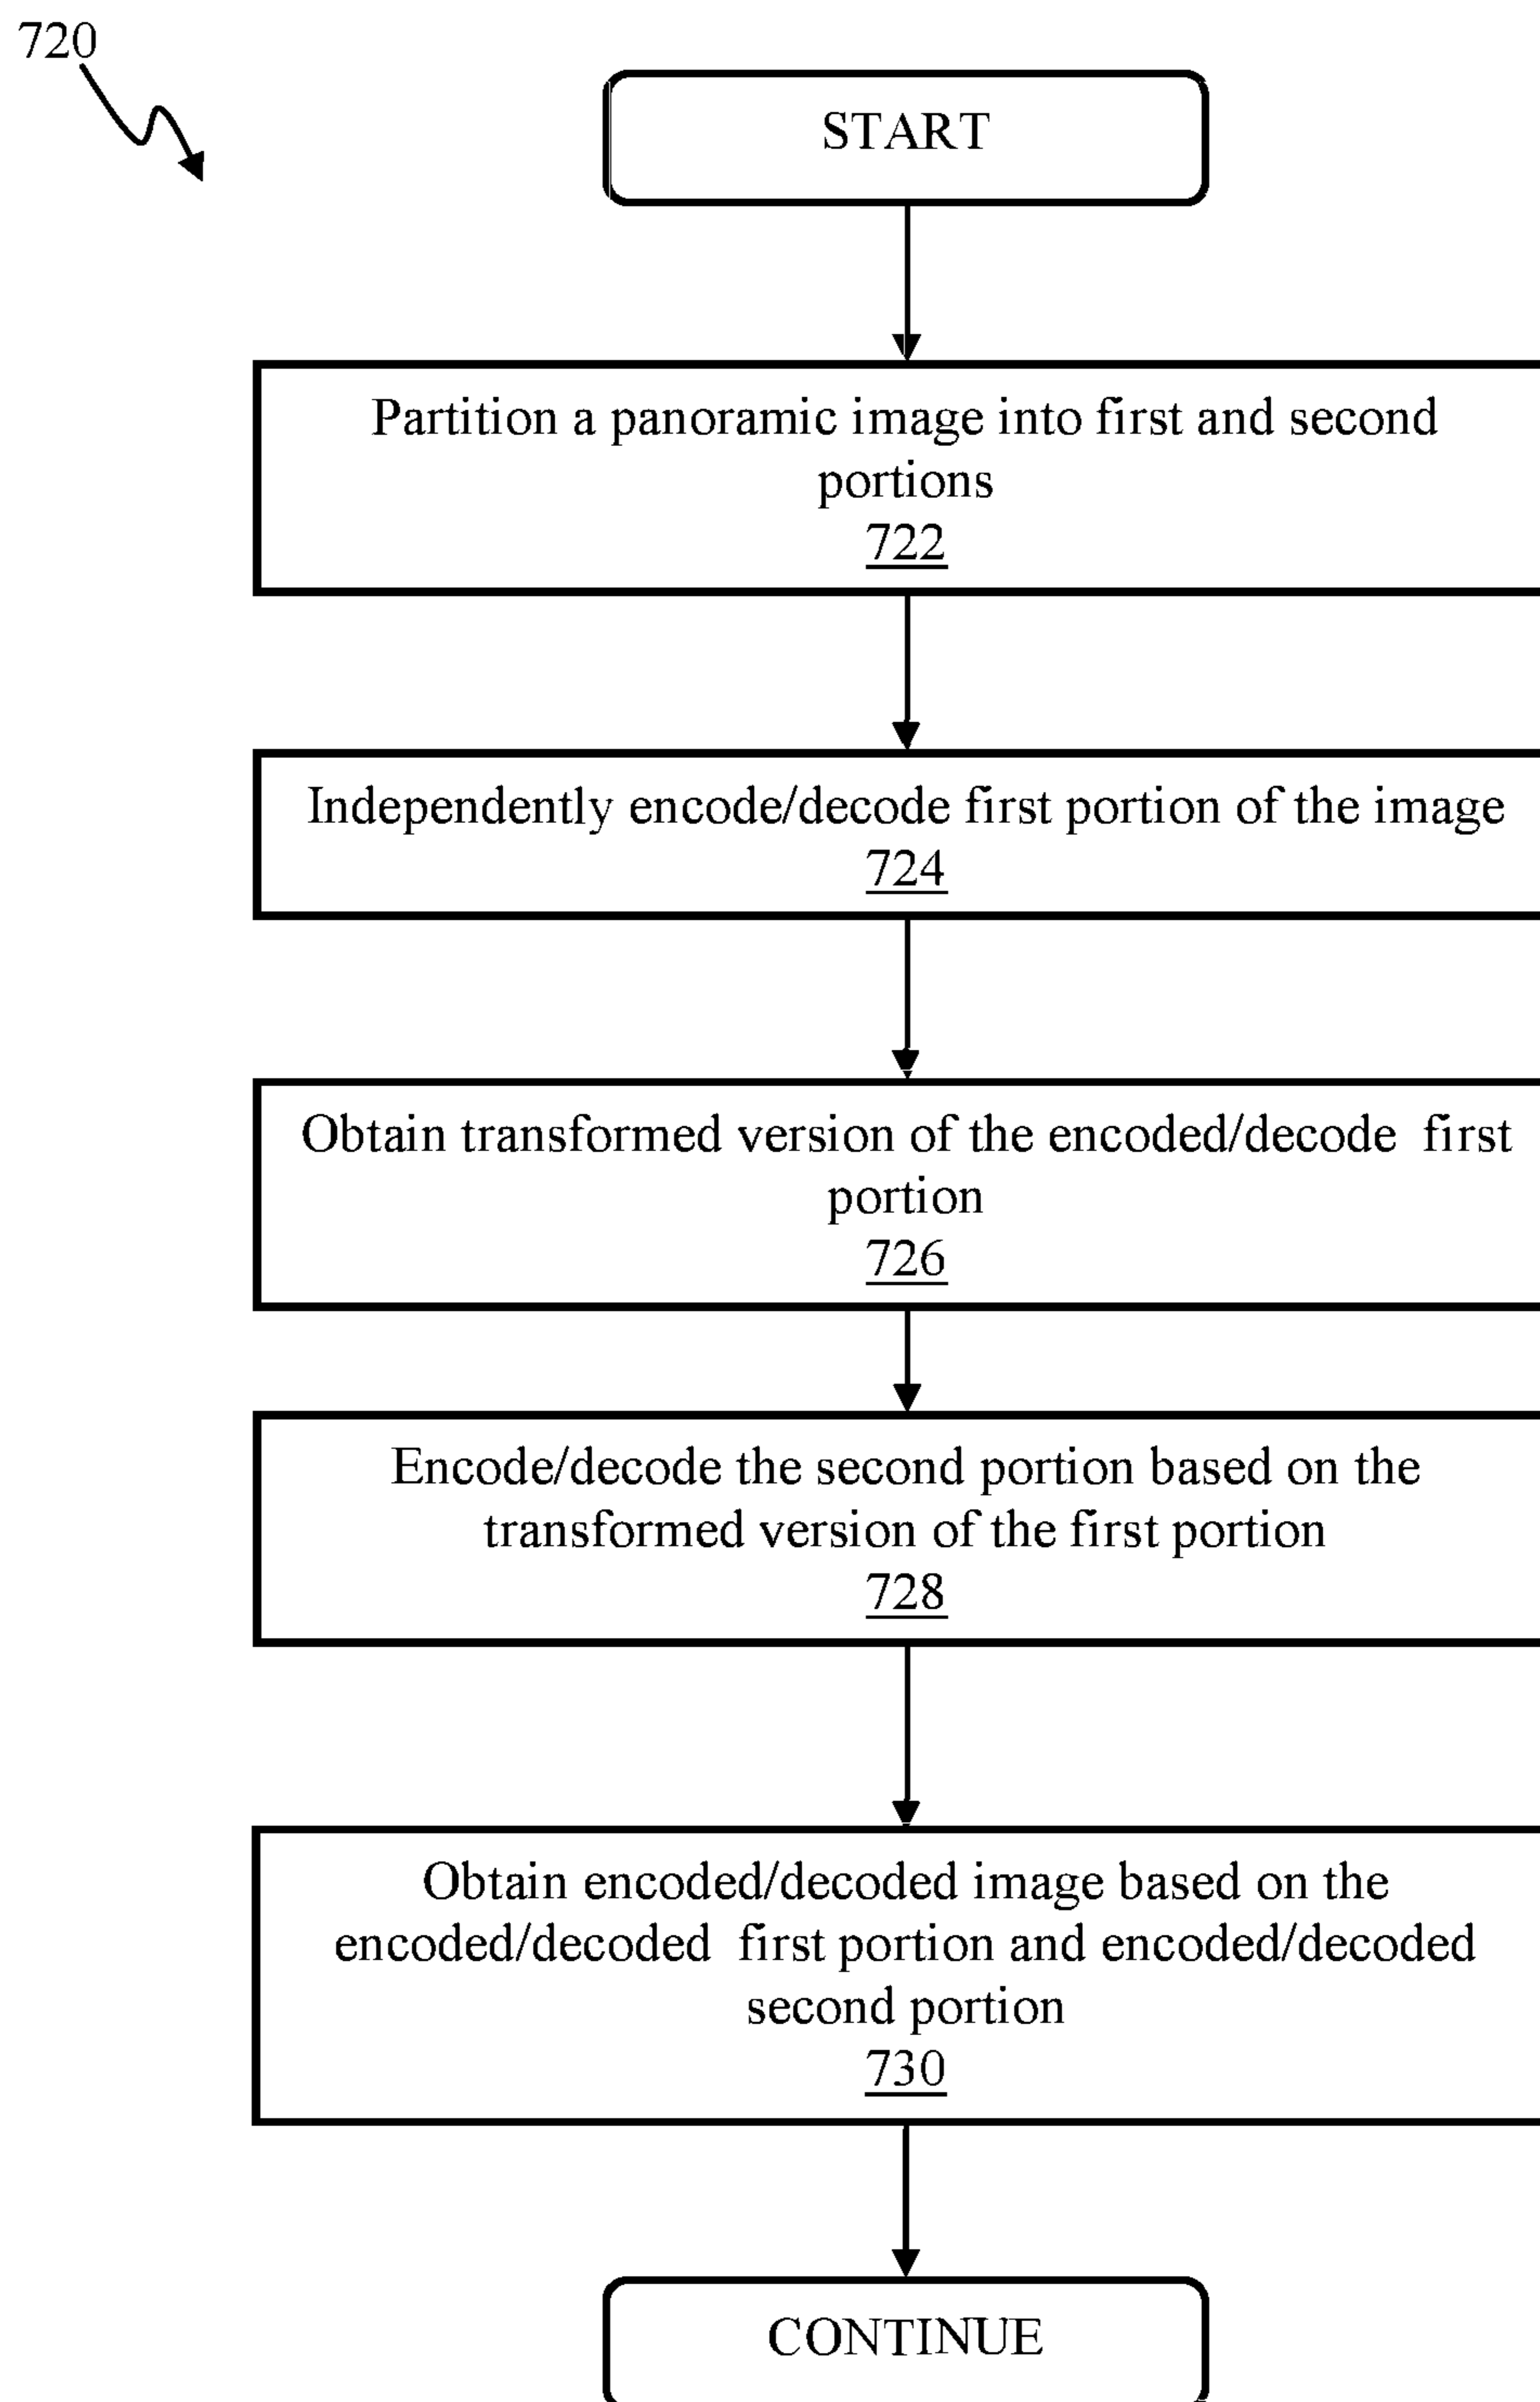 720
START
Partition a panoramic image into first and second
portions
722
Independently encode/decode first portion of the image
724
Obtain transformed version of the encoded/decode first
portion
726
Encode/decode the second portion based on the
transformed version of the first portion
728
Obtain encoded/decoded image based on the
encoded/decoded first portion and encoded/decoded
second portion
730
CONTINUE